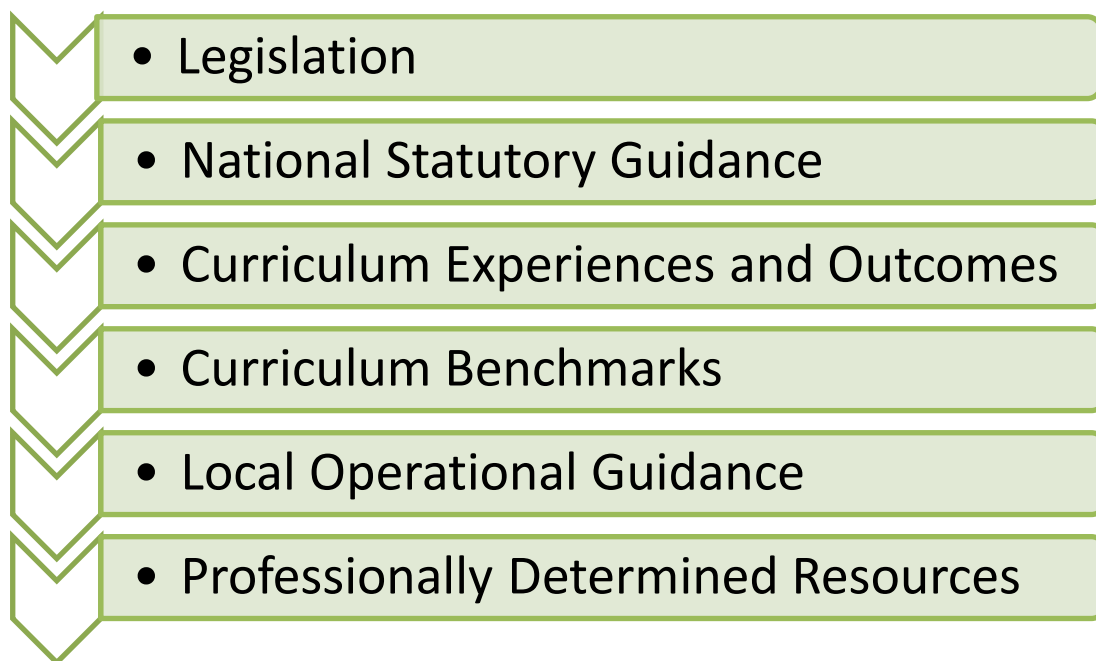 • Legislation
• National Statutory Guidance
• Curriculum Experiences and Outcomes
• Curriculum Benchmarks
• Local Operational Guidance
• Professionally Determined Resources